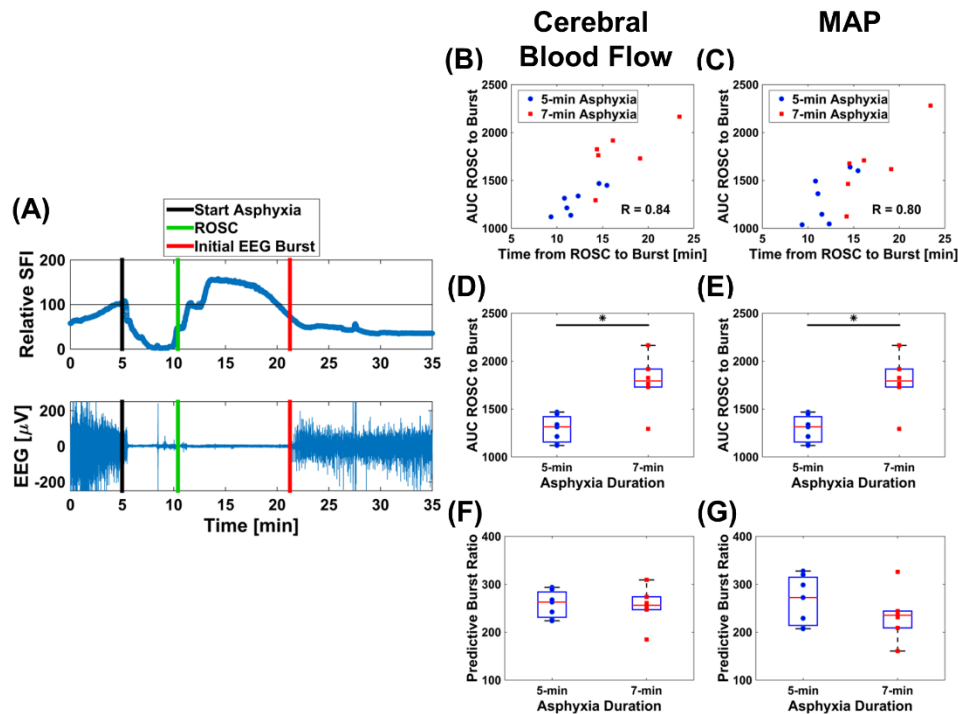 Cerebral
Blood Flow
MAP
(A)
Start Asphyxia
ROSC
Initial EEG Burst
Relative SFI
200
100
0
0 5 10 15 20 25 30 35
EEG [μV]
200
0
-200
0 5 10 15 20 25 30 35
Time [min]
(B)
5-min Asphyxia
7-min Asphyxia
AUC ROSC to Burst
2500
2000
1500
1000
R = 0.84
5 10 15 20 25
Time from ROSC to Burst [min]
(C)
5-min Asphyxia
7-min Asphyxia
AUC ROSC to Burst
2500
2000
1500
1000
R = 0.80
5 10 15 20 25
Time from ROSC to Burst [min]
(D)
AUC ROSC to Burst
2500
2000
1500
1000
*
5-min 7-min
Asphyxia Duration
(E)
AUC ROSC to Burst
2500
2000
1500
1000
*
5-min 7-min
Asphyxia Duration
(F)
Predictive Burst Ratio
400
300
200
100
5-min 7-min
Asphyxia Duration
(G)
Predictive Burst Ratio
400
300
200
100
5-min 7-min
Asphyxia Duration